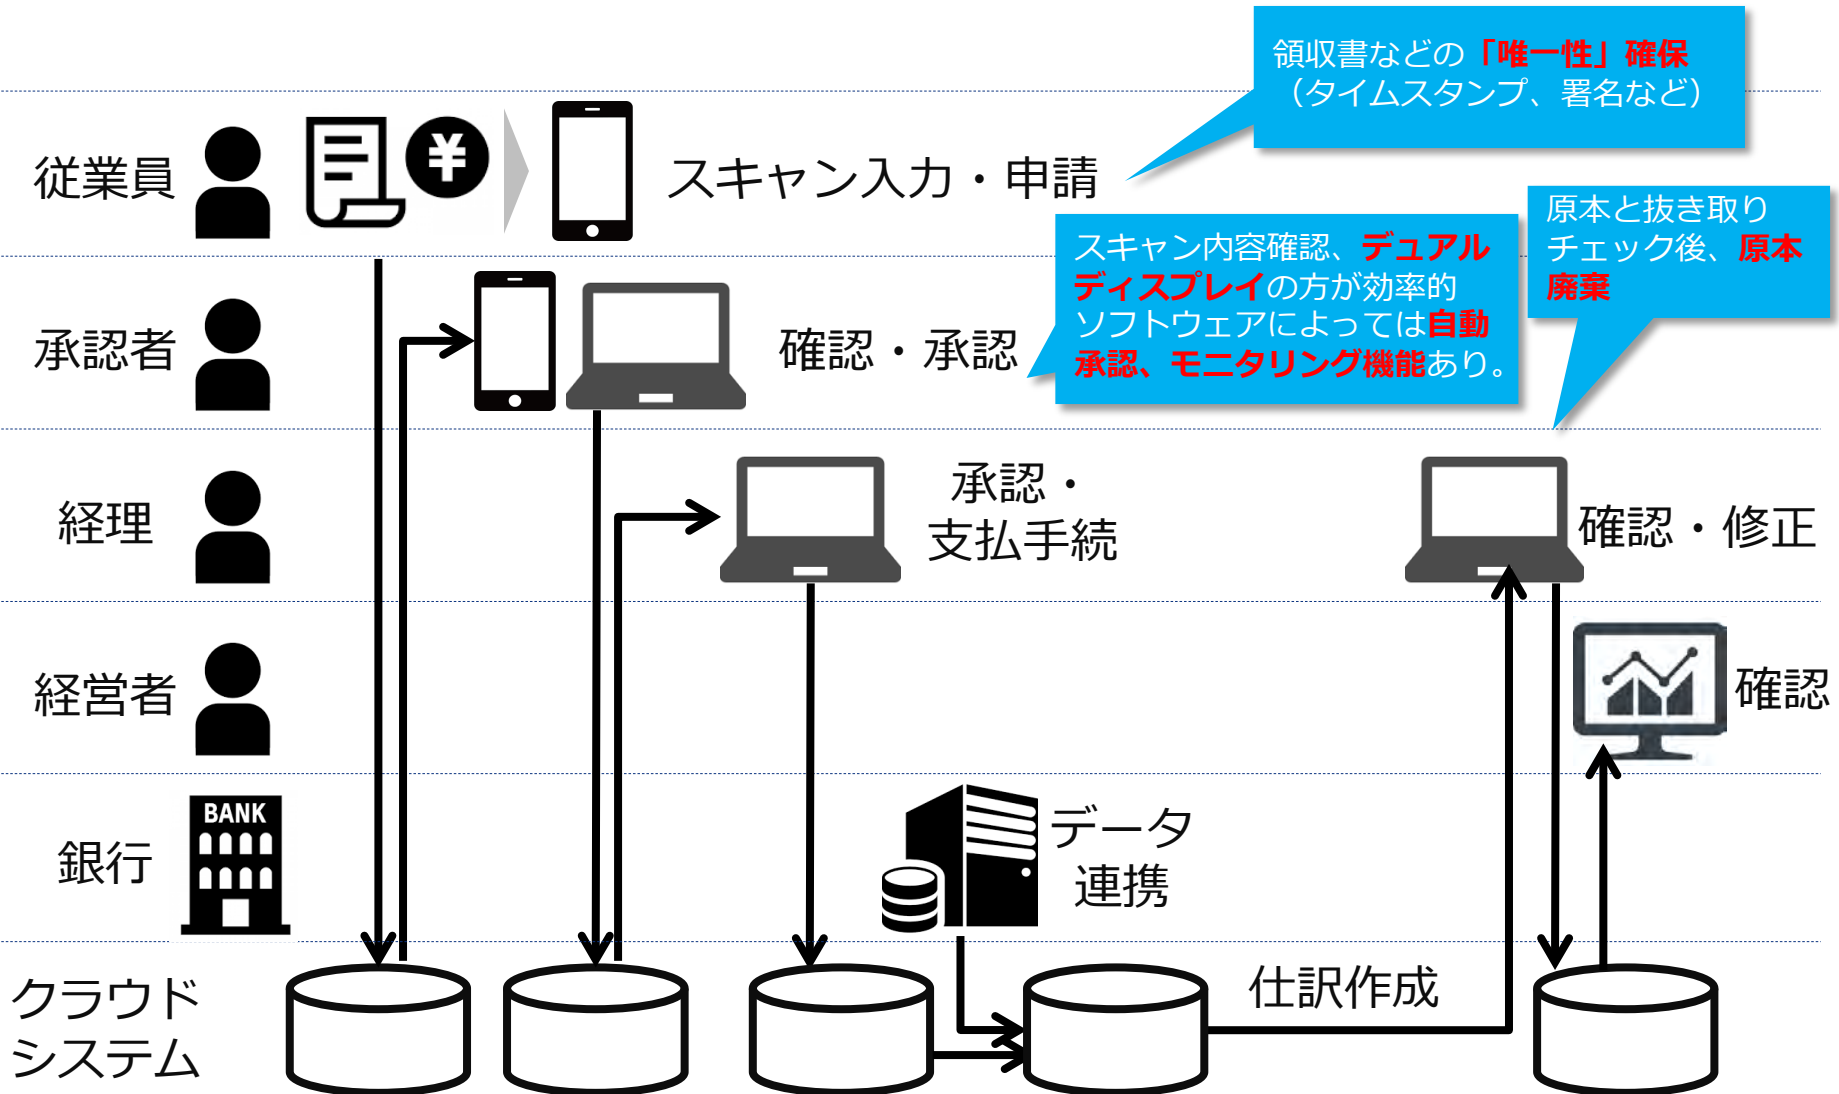 領収書などの「唯一性」確保
（タイムスタンプ、署名など）
従業員
スキャン入力・申請
原本と抜き取り
チェック後、原本
廃棄
スキャン内容確認、デュアル
ディスプレイの方が効率的
ソフトウェアによっては自動
承認、モニタリング機能あり。
承認者
確認・承認
経理
承認・
支払手続
確認・修正
経営者
確認
銀行
BANK
データ
連携
クラウド
システム
仕訳作成